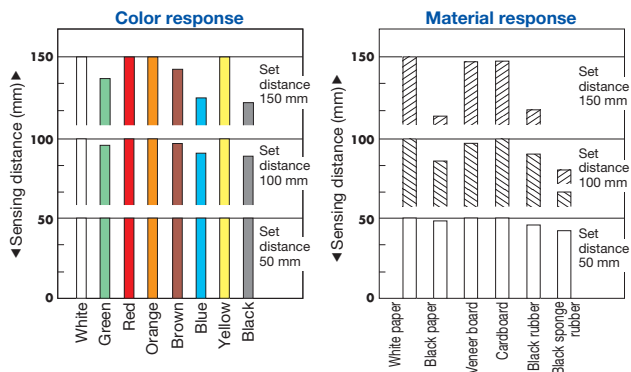 Color response
◀Sensing distance (mm)▶
150
100
50
0
Set
distance
150 mm
Set
distance
100 mm
Set
distance
50 mm
White
Green
Red
Orange
Brown
Blue
Yellow
Black
Material response
◀Sensing distance (mm)▶
150
100
50
0
Set
distance
150 mm
Set
distance
100 mm
Set
distance
50 mm
White paper
Black paper
Veneer board
Cardboard
Black rubber
Black sponge
rubber